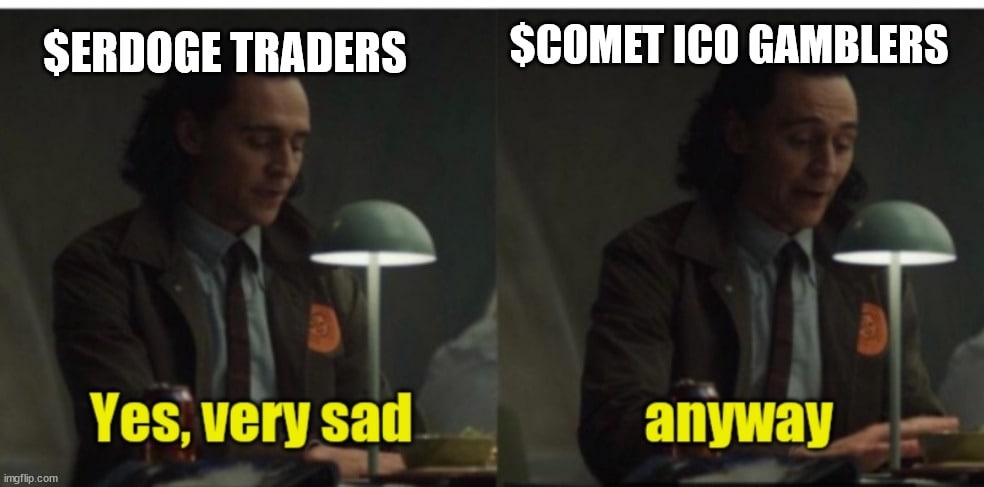 $ERDOGE TRADERS
$COMET ICO GAMBLERS
Yes, very sad
anyway
imgflip.com